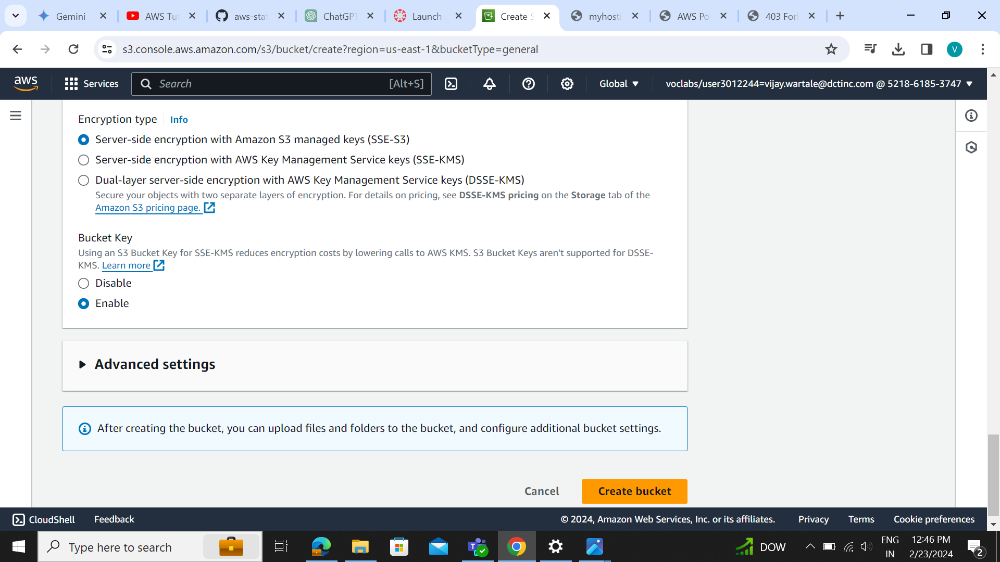 Gemini
AWS Tut
aws-stat
ChatGPT
Launch
Create S
myhosti
AWS Po
403 Forl
s3.console.aws.amazon.com/s3/bucket/create?region=us-east-1&bucketType=general
V
aws
Services
Search
[Alt+S]
Global
voclabs/user3012244=vijay.wartale@dctinc.com @ 5218-6185-3747
Encryption type
Info
Server-side encryption with Amazon S3 managed keys (SSE-S3)
Server-side encryption with AWS Key Management Service keys (SSE-KMS)
Dual-layer server-side encryption with AWS Key Management Service keys (DSSE-KMS)
Secure your objects with two separate layers of encryption. For details on pricing, see DSSE-KMS pricing on the Storage tab of the
Amazon S3 pricing page.
Bucket Key
Using an S3 Bucket Key for SSE-KMS reduces encryption costs by lowering calls to AWS KMS. S3 Bucket Keys aren't supported for DSSE-
KMS. Learn more
Disable
Enable
Advanced settings
After creating the bucket, you can upload files and folders to the bucket, and configure additional bucket settings.
Cancel
Create bucket
CloudShell
Feedback
© 2024, Amazon Web Services, Inc. or its affiliates.
Privacy
Terms
Cookie preferences
Type here to search
DOW
ENG
IN
12:46 PM
2/23/2024
2